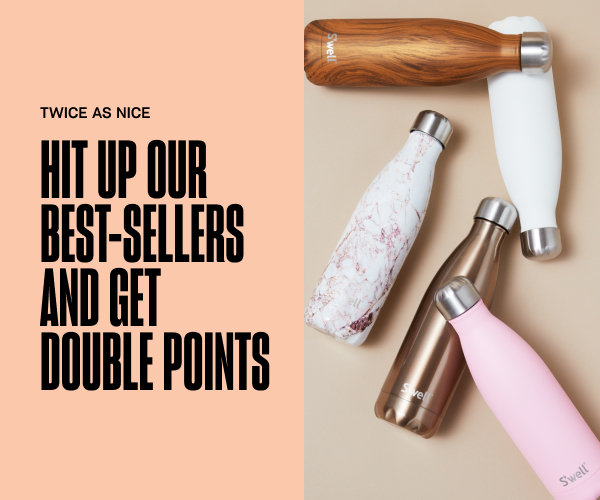 TWICE AS NICE
HIT UP OUR
BEST-SELLERS
AND GET
DOUBLE POINTS
S'well
S'well
S'well